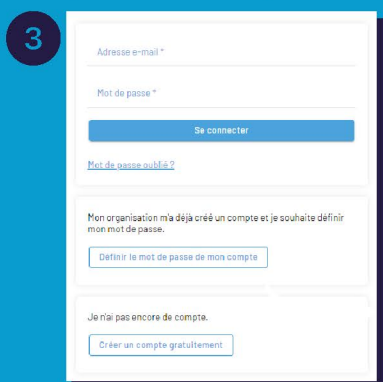 3
Adresse e-mail *
Mot de passe *
Se connecter
Mot de passe oublié ?
Mon organisation m'a déjà créé un compte et je souhaite définir
mon mot de passe.
Définir le mot de passe de mon compte
Je n'ai pas encore de compte.
Créer un compte gratuitement